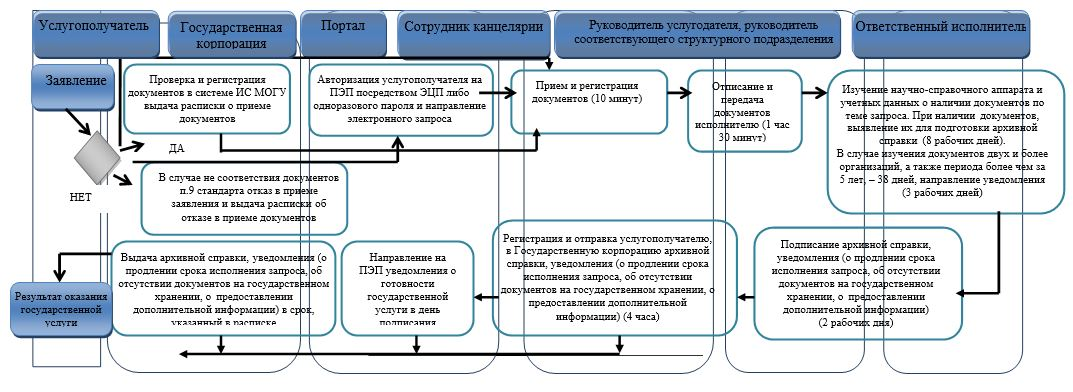 Услугополучатель
Государственная
корпорация
Портал
Сотрудник канцелярии
Руководитель услугодателя, руководитель
соответствующего структурного подразделения
Ответственный исполнитель
Заявление
Проверка и регистрация
документов в системе ИС МОГУ
выдача расписки о приеме
документов
Авторизация услугополучателя на
ПЭП посредством ЭЦП либо
одноразового пароля и направление
электронного запроса
Прием и регистрация
документов (10 минут)
Отписание и
передача
документов
исполнителю (1 час
30 минут)
Изучение научно-справочного аппарата и
учетных данных о наличии документов по
теме запроса. При наличии документов,
выявление их для подготовки архивной
справки (8 рабочих дней).
В случае изучения документов двух и более
организаций, а также периода более чем за
5 лет, – 38 дней, направление уведомления
(3 рабочих дней)
ДА
НЕТ
В случае не соответствия документов
п.9 стандарта отказ в приеме
заявления и выдача расписки об
отказе в приеме документов
Результат оказания
государственной
услуги
Выдача архивной справки, уведомления (о
продлении срока исполнения запроса, об
отсутствии документов на государственном
хранении, о предоставлении
дополнительной информации) в срок,
указанный в расписке
Направление на
ПЭП уведомления о
готовности
государственной
услуги в день
подписания
Регистрация и отправка услугополучателю,
в Государственную корпорацию архивной
справки, уведомления (о продлении срока
исполнения запроса, об отсутствии
документов на государственном хранении, о
предоставлении дополнительной
информации) (4 часа)
Подписание архивной справки,
уведомления (о продлении срока
исполнения запроса, об отсутствии
документов на государственном
хранении, о предоставлении
дополнительной информации)
(2 рабочих дня)